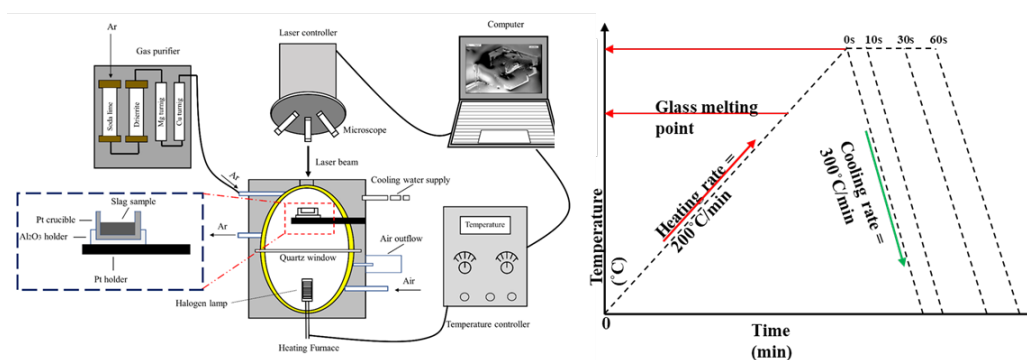 Ar
Gas purifier
Soda lime
Drierite
Mg turnig
Cu turnig
Laser controller
Microscope
Laser beam
Computer
Ar
Cooling water supply
Slag sample
Pt crucible
Al₂O₃ holder
Pt holder
Ar
Air outflow
Quartz window
Air
Halogen lamp
Heating Furnace
Temperature
Temperature controller
0s 10s 30s 60s
Glass melting
point
Heating rate =
200°C/min
Cooling rate =
300°C/min
Temperature
(°C)
0
Time
(min)